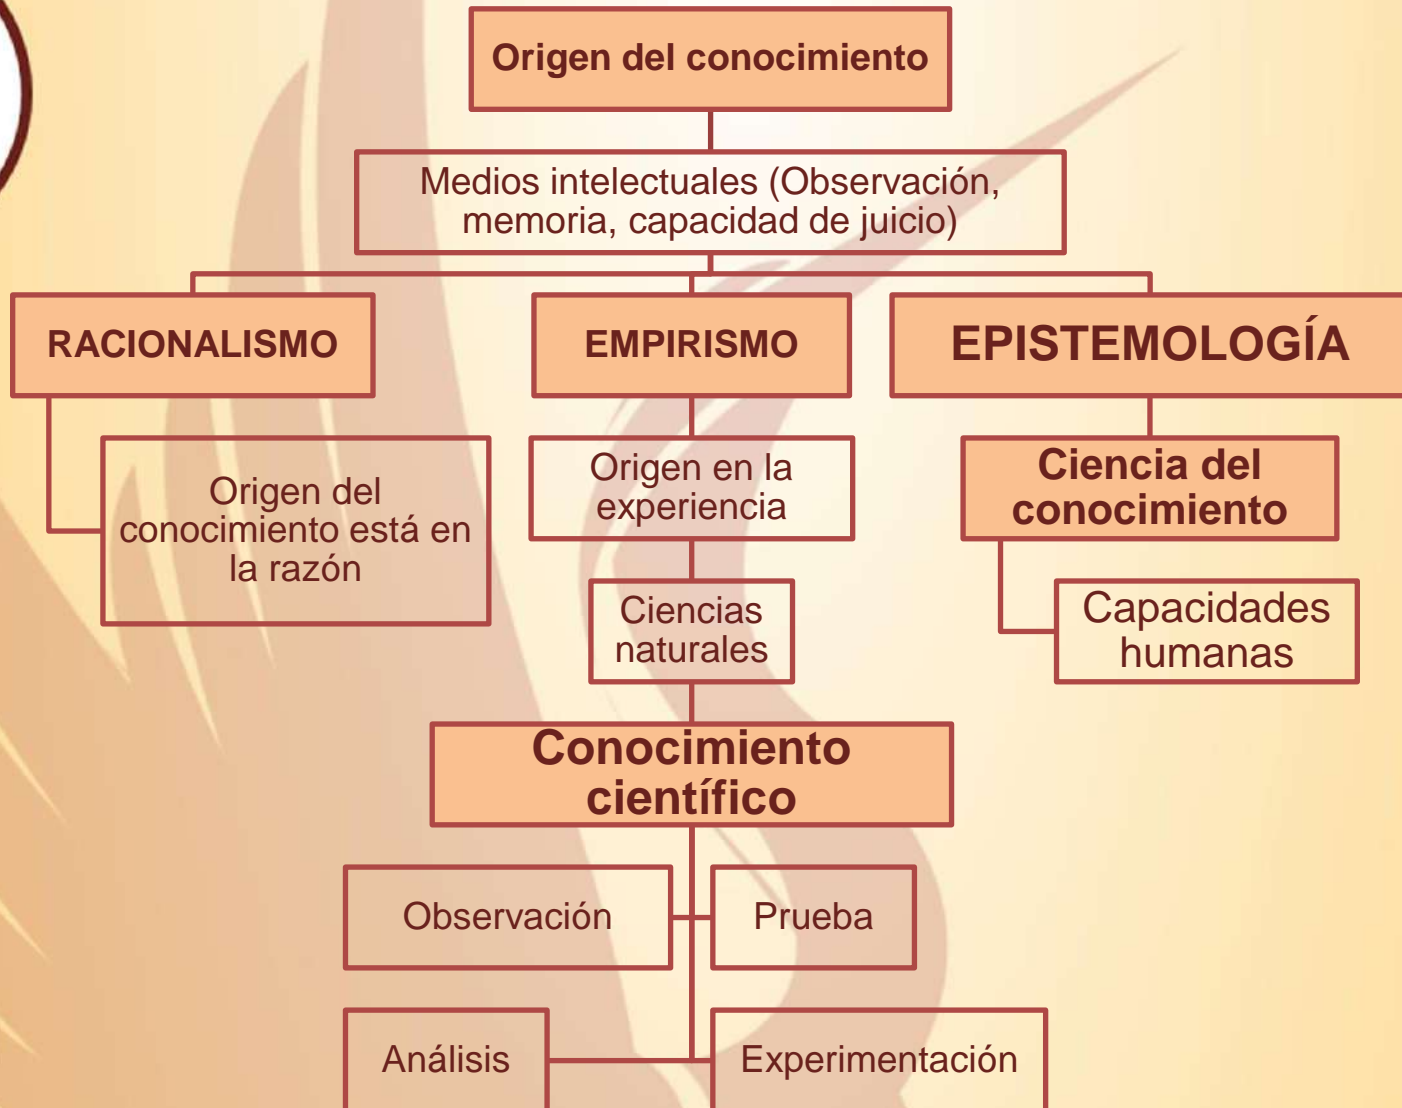 Origen del conocimiento
Medios intelectuales (Observación,
memoria, capacidad de juicio)
RACIONALISMO
EMPIRISMO
EPISTEMOLOGÍA
Origen del
conocimiento está en
la razón
Origen en la
experiencia
Ciencia del
conocimiento
Ciencias
naturales
Capacidades
humanas
Conocimiento
científico
Observación
Prueba
Análisis
Experimentación